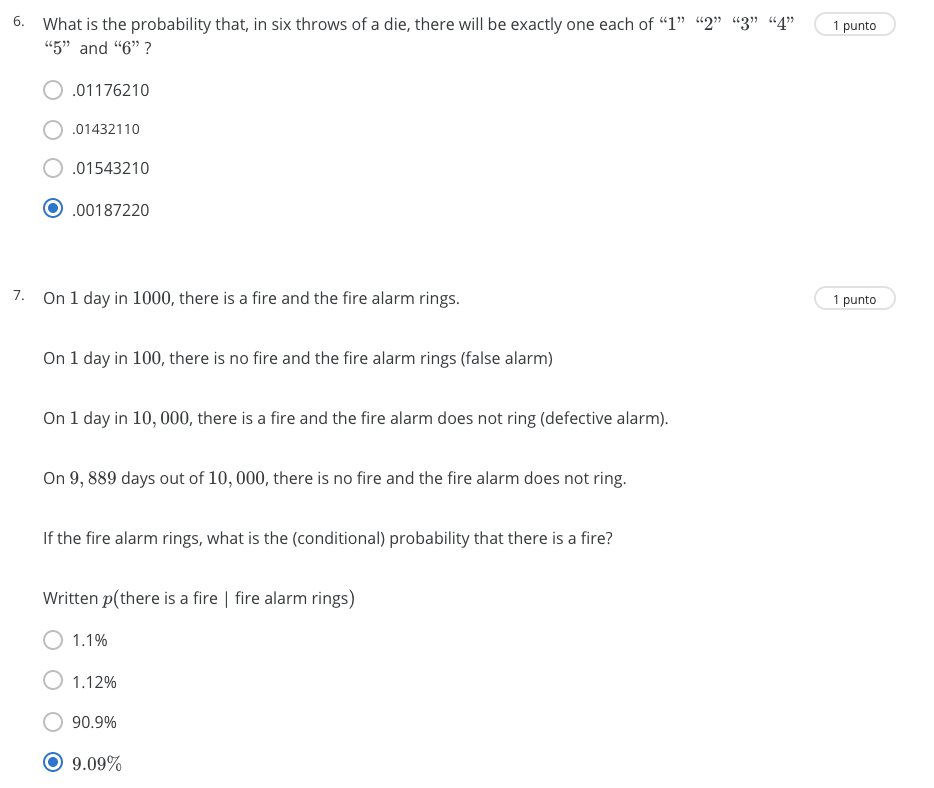 6. What is the probability that, in six throws of a die, there will be exactly one each of “1” “2” “3” “4” 1 punto
“5” and “6” ?
.01176210
.01432110
.01543210
.00187220
7. On 1 day in 1000, there is a fire and the fire alarm rings. 1 punto
On 1 day in 100, there is no fire and the fire alarm rings (false alarm)
On 1 day in 10, 000, there is a fire and the fire alarm does not ring (defective alarm).
On 9, 889 days out of 10, 000, there is no fire and the fire alarm does not ring.
If the fire alarm rings, what is the (conditional) probability that there is a fire?
Written p(there is a fire | fire alarm rings)
1.1%
1.12%
90.9%
9.09%